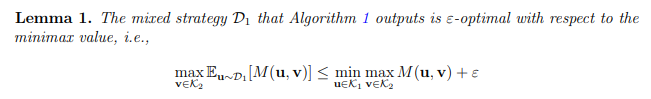 Lemma 1. The mixed strategy 𝒟₁ that Algorithm 1 outputs is ε-optimal with respect to the
minimax value, i.e.,
max_{v∈𝒦₂} 𝔼_{u∼𝒟₁}[M(u, v)] ≤ min_{u∈𝒦₁} max_{v∈𝒦₂} M(u, v) + ε